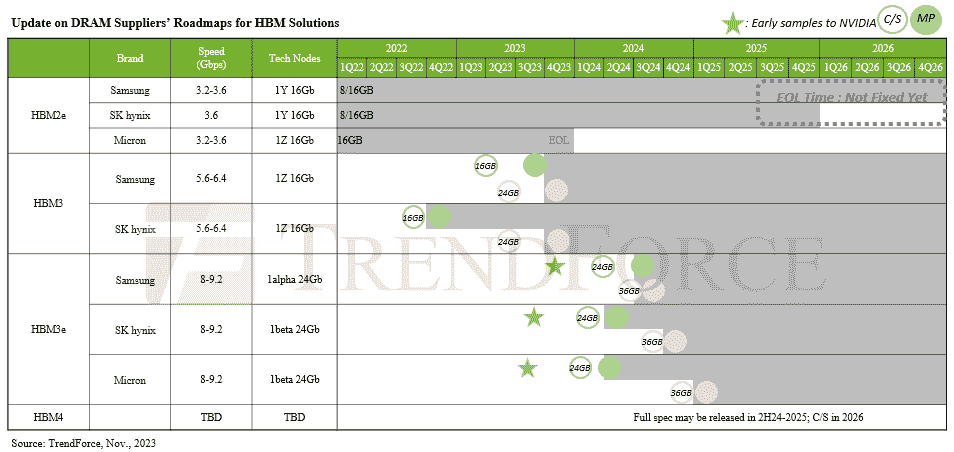 Update on DRAM Suppliers' Roadmaps for HBM Solutions
: Early samples to NVIDIA C/S MP
Brand Speed (Gbps) Tech Nodes 2022 2023 2024 2025 2026
1Q22 2Q22 3Q22 4Q22 1Q23 2Q23 3Q23 4Q23 1Q24 2Q24 3Q24 4Q24 1Q25 2Q25 3Q25 4Q25 1Q26 2Q26 3Q26 4Q26
HBM2e
Samsung 3.2-3.6 1Y 16Gb 8/16GB
EOL Time : Not Fixed Yet
SK hynix 3.6 1Y 16Gb 8/16GB
Micron 3.2-3.6 1Z 16Gb 16GB EOL
HBM3
Samsung 5.6-6.4 1Z 16Gb 16GB
24GB
SK hynix 5.6-6.4 1Z 16Gb 16GB
24GB
TRENDFORCE
HBM3e
Samsung 8-9.2 1alpha 24Gb 24GB
36GB
SK hynix 8-9.2 1beta 24Gb 24GB
36GB
Micron 8-9.2 1beta 24Gb 24GB
36GB
HBM4 TBD TBD Full spec may be released in 2H24-2025; C/S in 2026
Source: TrendForce, Nov., 2023